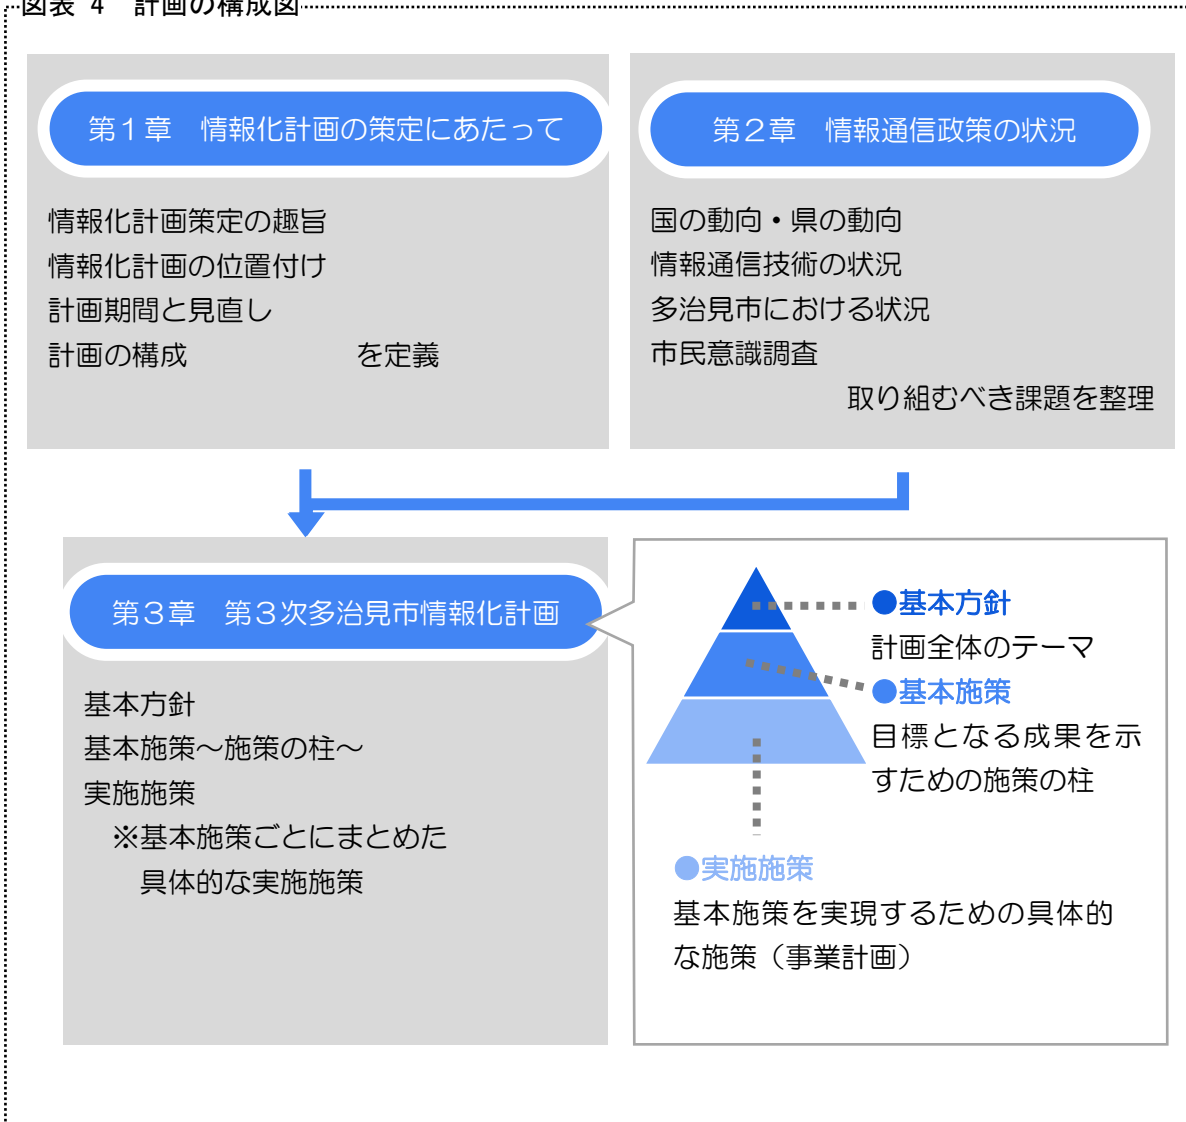 図表 4　計画の構成図
第１章　情報化計画の策定にあたって
情報化計画策定の趣旨
情報化計画の位置付け
計画期間と見直し
計画の構成　　　　　　を定義
第２章　情報通信政策の状況
国の動向・県の動向
情報通信技術の状況
多治見市における状況
市民意識調査
取り組むべき課題を整理
第３章　第３次多治見市情報化計画
基本方針
基本施策～施策の柱～
実施施策
※基本施策ごとにまとめた
具体的な実施施策
●基本方針
計画全体のテーマ
●基本施策
目標となる成果を示
すための施策の柱
●実施施策
基本施策を実現するための具体的
な施策（事業計画）